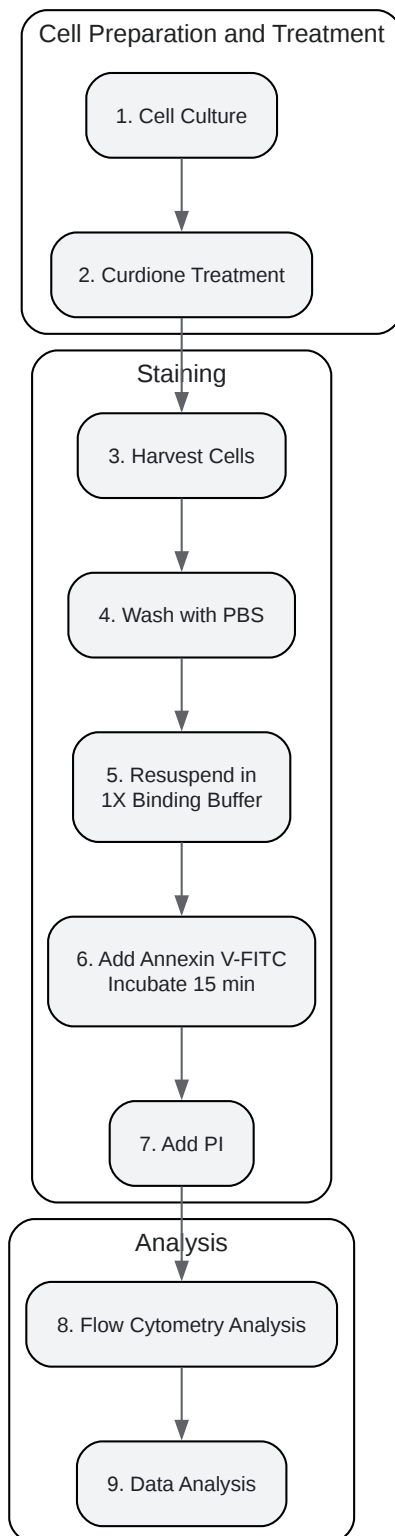 Cell Preparation and Treatment
1. Cell Culture
2. Curdione Treatment
Staining
3. Harvest Cells
4. Wash with PBS
5. Resuspend in
1X Binding Buffer
6. Add Annexin V-FITC
Incubate 15 min
7. Add PI
Analysis
8. Flow Cytometry Analysis
9. Data Analysis